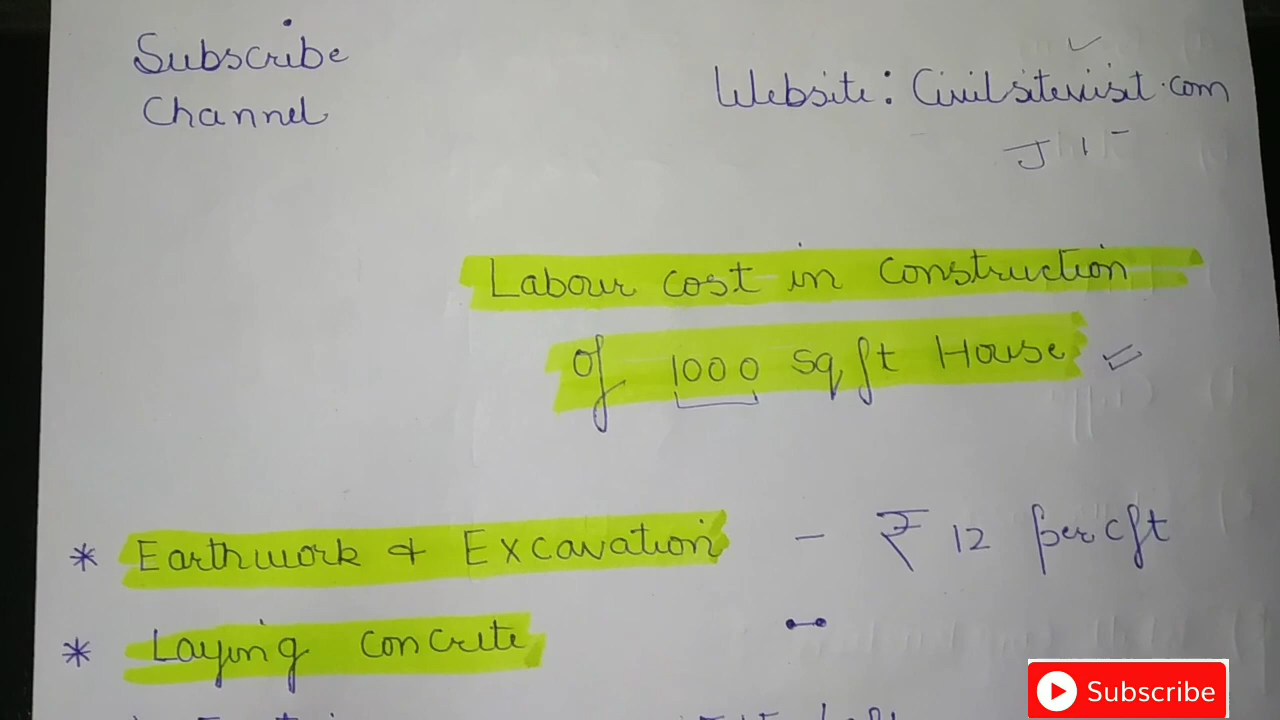 Subscribe
Channel
Website: Civilsitevisit.com
Labour cost in construction
of 1000 sq ft House
* Earthwork & Excavation - ₹ 12 per cft
* Laying concrete -
Subscribe